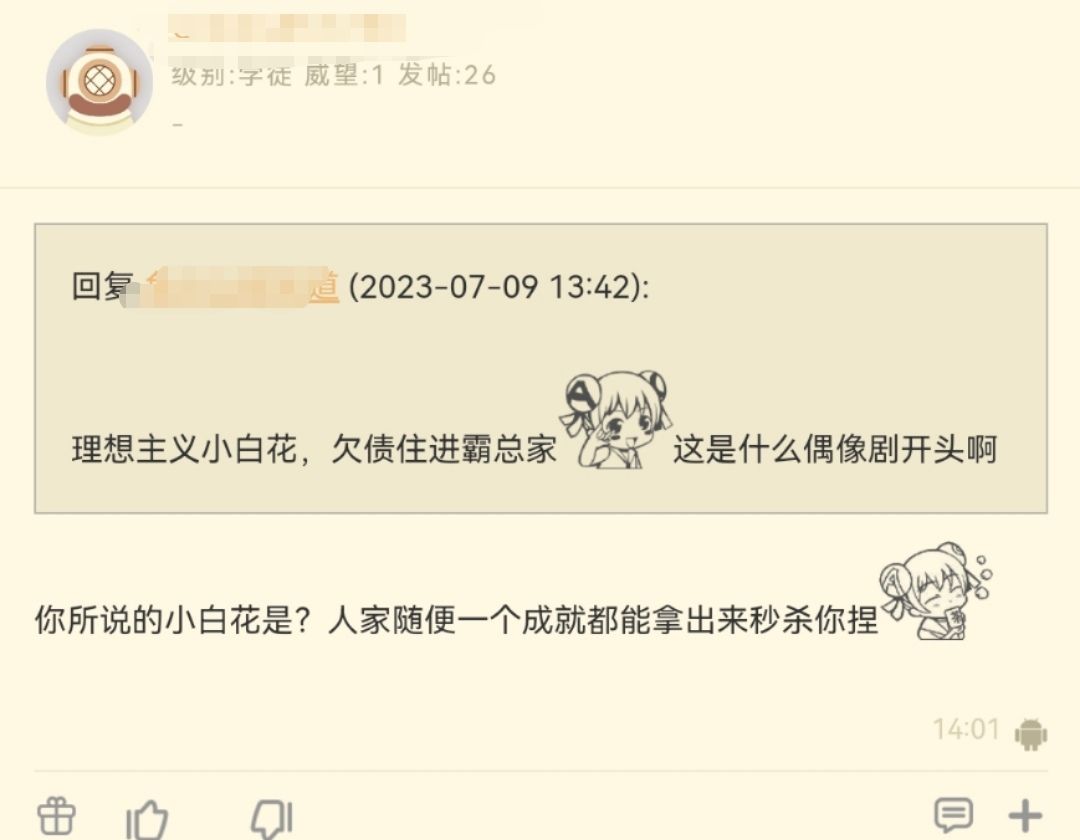 级别:学徒 威望:1 发帖:26
-
回复 道 (2023-07-09 13:42):
理想主义小白花，欠债住进霸总家 这是什么偶像剧开头啊
你所说的小白花是？人家随便一个成就都能拿出来秒杀你捏
14:01